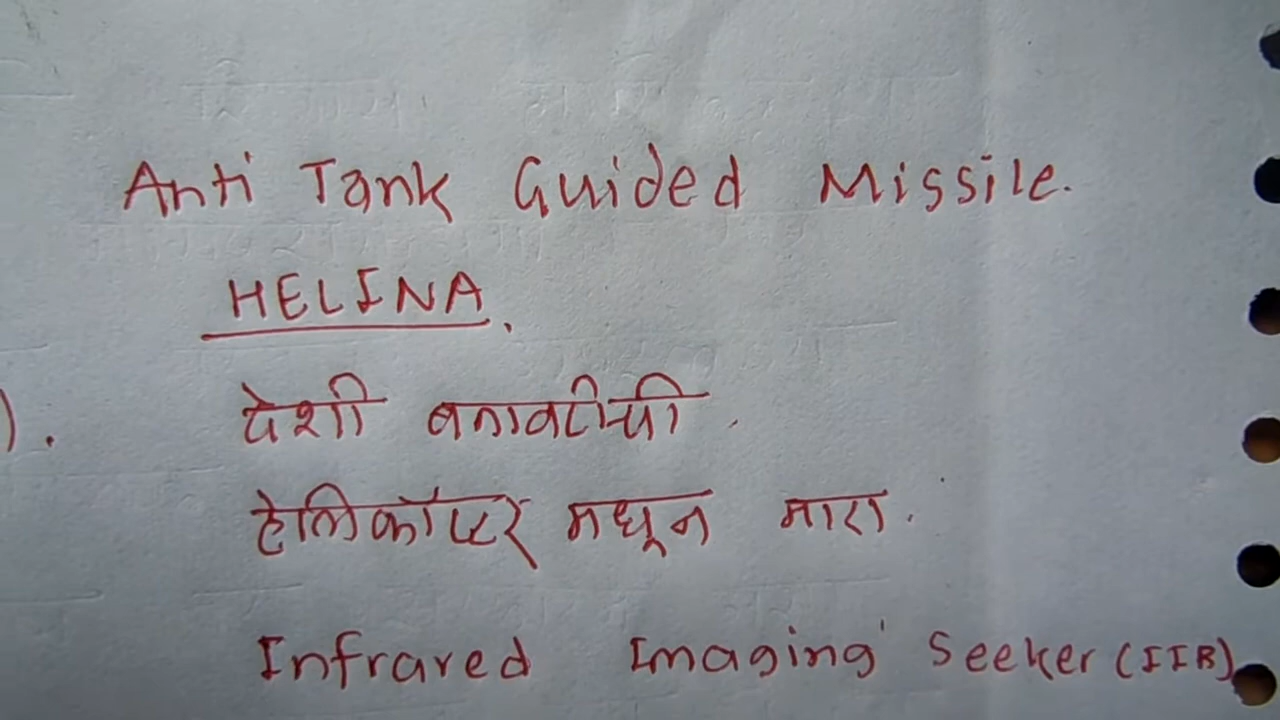 Anti Tank Guided Missile.
HELINA.
). देशी बनावटीची.
हेलिकॉप्टर मधून मारा.
Infrared Imaging Seeker (IIR)